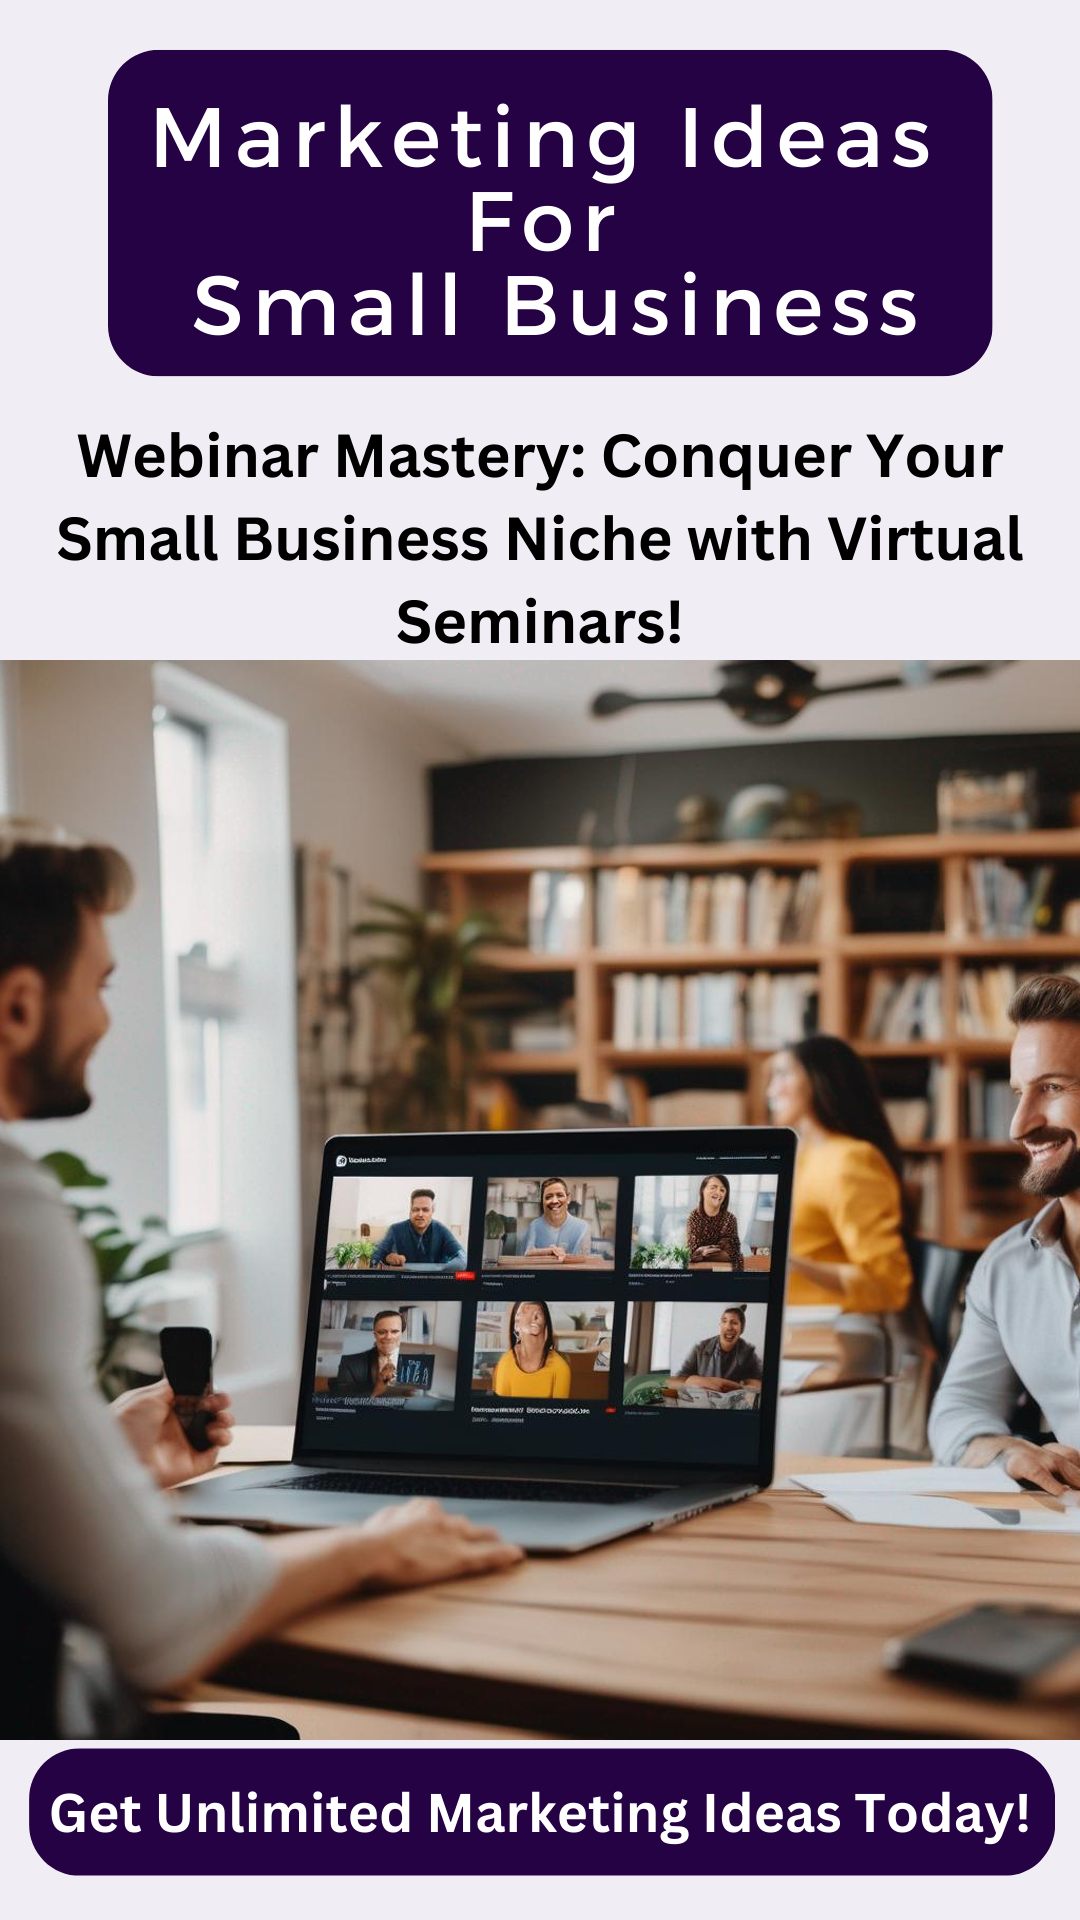 Marketing Ideas
For
Small Business
Webinar Mastery: Conquer Your
Small Business Niche with Virtual
Seminars!
Get Unlimited Marketing Ideas Today!